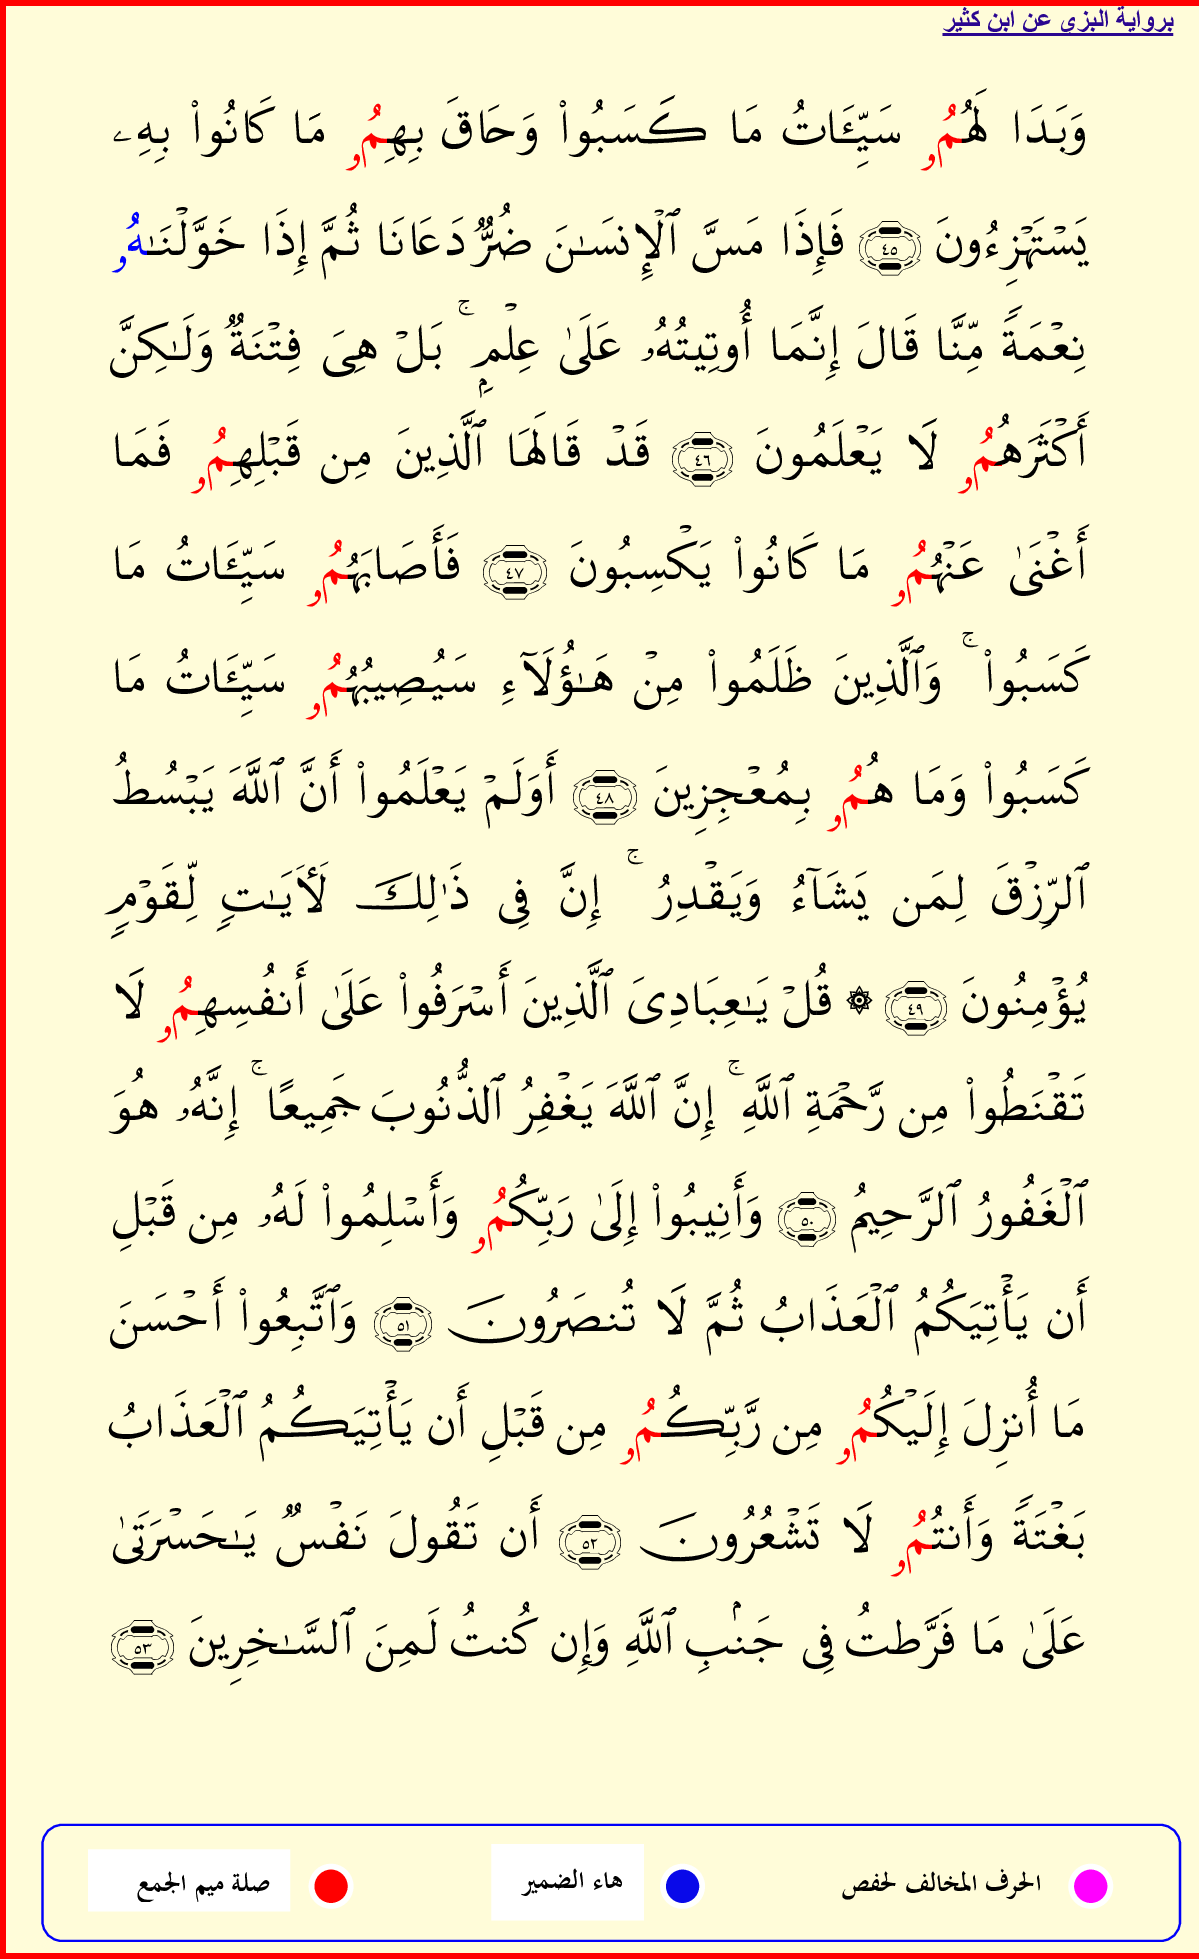 برواية البزي عن ابن كثير
وَبَدَا لَهُمُۥ سَيِّـَٔاتُ مَا كَسَبُوا۟ وَحَاقَ بِهِمُۥ مَا كَانُوا۟ بِهِۦ
يَسْتَهْزِءُونَ ٤٥ فَإِذَا مَسَّ ٱلْإِنسَـٰنَ ضُرٌّ دَعَانَا ثُمَّ إِذَا خَوَّلْنَـٰهُۥ
نِعْمَةً مِّنَّا قَالَ إِنَّمَا أُوتِيتُهُۥ عَلَىٰ عِلْمٍۭ ۚ بَلْ هِىَ فِتْنَةٌ وَلَـٰكِنَّ
أَكْثَرَهُمُۥ لَا يَعْلَمُونَ ٤٦ قَدْ قَالَهَا ٱلَّذِينَ مِن قَبْلِهِمُۥ فَمَا
أَغْنَىٰ عَنْهُمُۥ مَا كَانُوا۟ يَكْسِبُونَ ٤٧ فَأَصَابَهُمُۥ سَيِّـَٔاتُ مَا
كَسَبُوا۟ ۚ وَٱلَّذِينَ ظَلَمُوا۟ مِنْ هَـٰؤُلَآءِ سَيُصِيبُهُمُۥ سَيِّـَٔاتُ مَا
كَسَبُوا۟ وَمَا هُمُۥ بِمُعْجِزِينَ ٤٨ أَوَلَمْ يَعْلَمُوا۟ أَنَّ ٱللَّهَ يَبْسُطُ
ٱلرِّزْقَ لِمَن يَشَآءُ وَيَقْدِرُ ۚ إِنَّ فِى ذَٰلِكَ لَأَيَـٰتٍ لِّقَوْمٍ
يُؤْمِنُونَ ٤٩ ۞ قُلْ يَـٰعِبَادِىَ ٱلَّذِينَ أَسْرَفُوا۟ عَلَىٰ أَنفُسِهِمُۥ لَا
تَقْنَطُوا۟ مِن رَّحْمَةِ ٱللَّهِ ۚ إِنَّ ٱللَّهَ يَغْفِرُ ٱلذُّنُوبَ جَمِيعًا ۚ إِنَّهُۥ هُوَ
ٱلْغَفُورُ ٱلرَّحِيمُ ٥٠ وَأَنِيبُوا۟ إِلَىٰ رَبِّكُمُۥ وَأَسْلِمُوا۟ لَهُۥ مِن قَبْلِ
أَن يَأْتِيَكُمُ ٱلْعَذَابُ ثُمَّ لَا تُنصَرُونَ ٥١ وَٱتَّبِعُوا۟ أَحْسَنَ
مَا أُنزِلَ إِلَيْكُمُۥ مِن رَّبِّكُمُۥ مِن قَبْلِ أَن يَأْتِيَكُمُ ٱلْعَذَابُ
بَغْتَةً وَأَنتُمُۥ لَا تَشْعُرُونَ ٥٢ أَن تَقُولَ نَفْسٌ يَـٰحَسْرَتَىٰ
عَلَىٰ مَا فَرَّطتُ فِى جَنۢبِ ٱللَّهِ وَإِن كُنتُ لَمِنَ ٱلسَّـٰخِرِينَ ٥٣
الحرف المخالف لحفص هاء الضمير صلة ميم الجمع